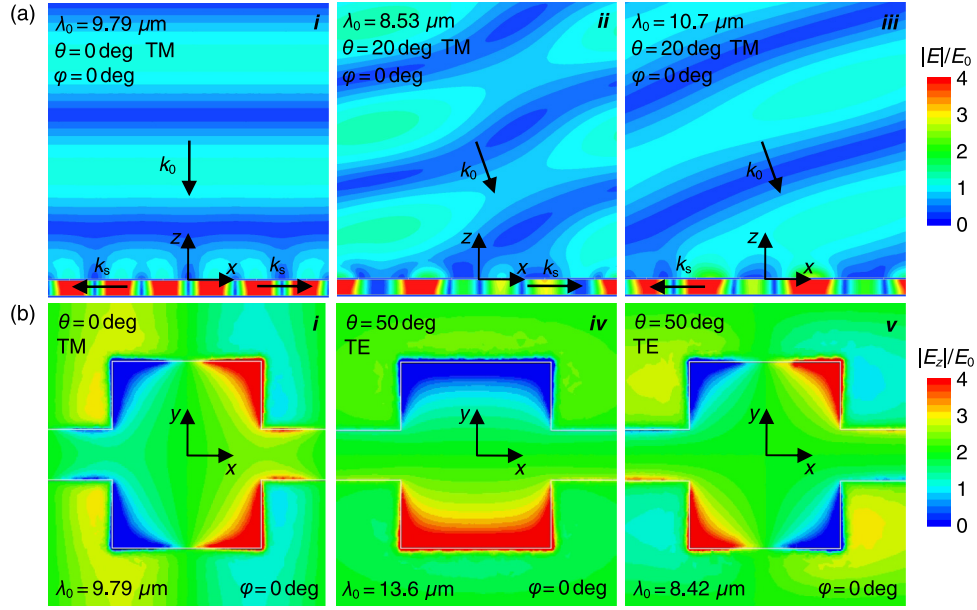 (a)
λ0 = 9.79 μm
i
θ = 0 deg TM
φ = 0 deg
k0
z
x
ks
ks
λ0 = 8.53 μm
ii
θ = 20 deg TM
φ = 0 deg
k0
z
x
ks
λ0 = 10.7 μm
iii
θ = 20 deg TM
φ = 0 deg
k0
z
x
ks
|E|/E0
4
3
2
1
0
(b)
θ = 0 deg
i
TM
y
x
λ0 = 9.79 μm
φ = 0 deg
θ = 50 deg
iv
TE
y
x
λ0 = 13.6 μm
φ = 0 deg
θ = 50 deg
v
TE
y
x
λ0 = 8.42 μm
φ = 0 deg
|Ez|/E0
4
3
2
1
0